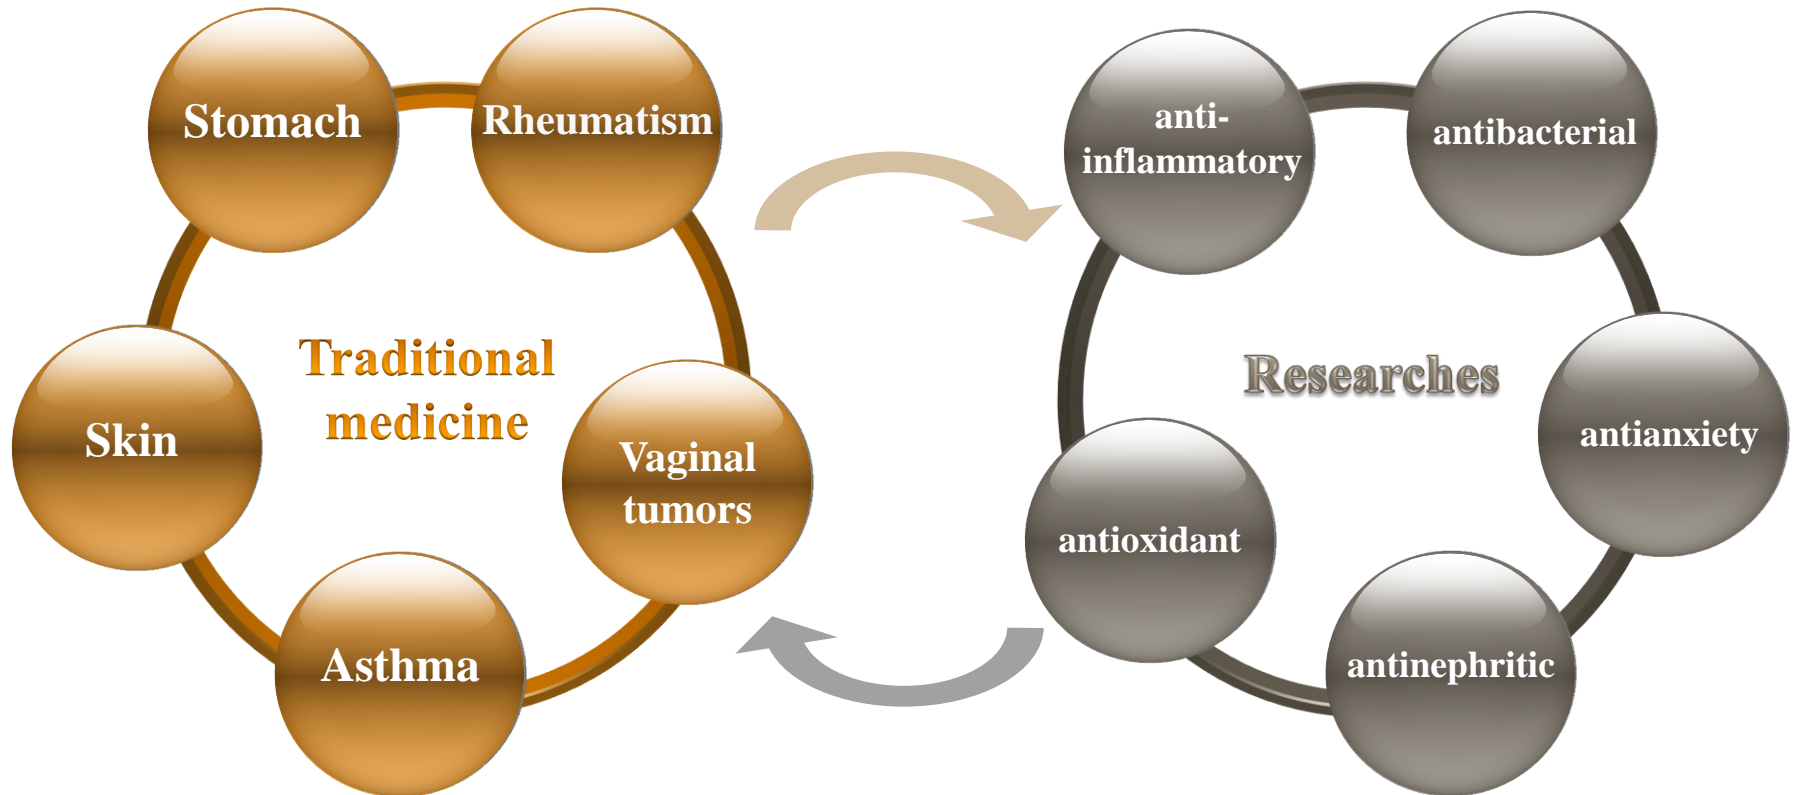 Stomach
Rheumatism
Skin
Traditional
medicine
Vaginal
tumors
Asthma
anti-
inflammatory
antibacterial
Researches
antianxiety
antioxidant
antinephritic